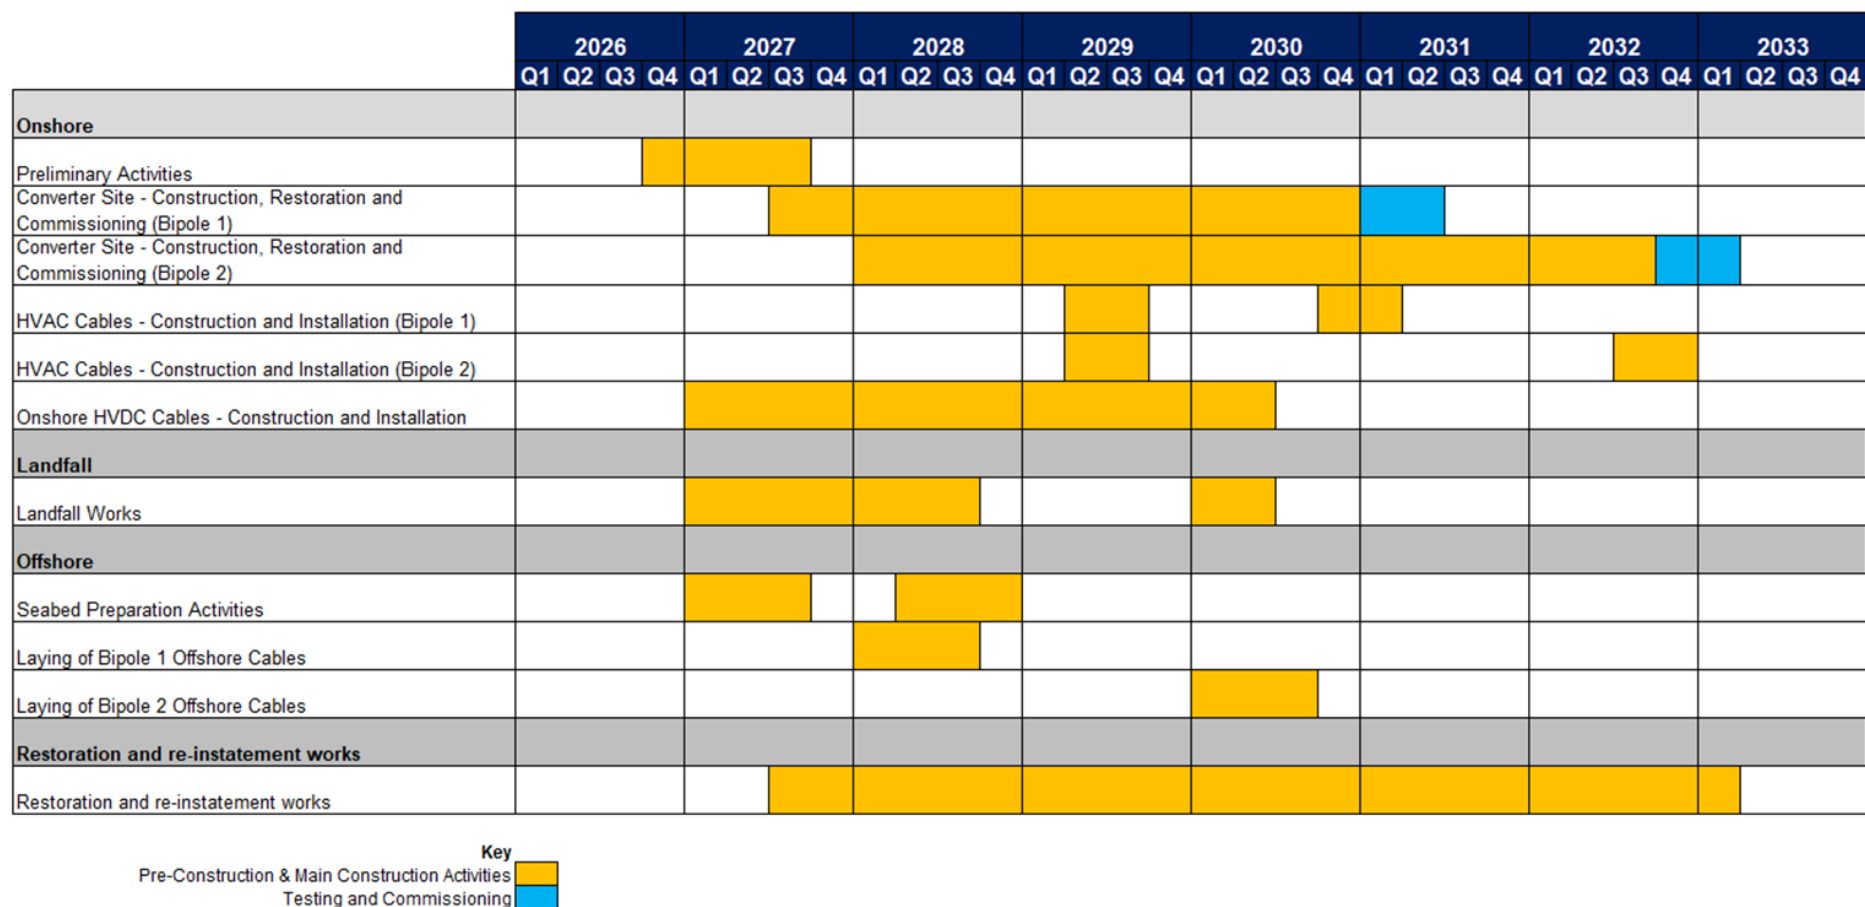 2026 2027 2028 2029 2030 2031 2032 2033
Q1 Q2 Q3 Q4 Q1 Q2 Q3 Q4 Q1 Q2 Q3 Q4 Q1 Q2 Q3 Q4 Q1 Q2 Q3 Q4 Q1 Q2 Q3 Q4 Q1 Q2 Q3 Q4 Q1 Q2 Q3 Q4
Onshore
Preliminary Activities
Converter Site - Construction, Restoration and
Commissioning (Bipole 1)
Converter Site - Construction, Restoration and
Commissioning (Bipole 2)
HVAC Cables - Construction and Installation (Bipole 1)
HVAC Cables - Construction and Installation (Bipole 2)
Onshore HVDC Cables - Construction and Installation
Landfall
Landfall Works
Offshore
Seabed Preparation Activities
Laying of Bipole 1 Offshore Cables
Laying of Bipole 2 Offshore Cables
Restoration and re-instatement works
Restoration and re-instatement works
Key
Pre-Construction & Main Construction Activities
Testing and Commissioning